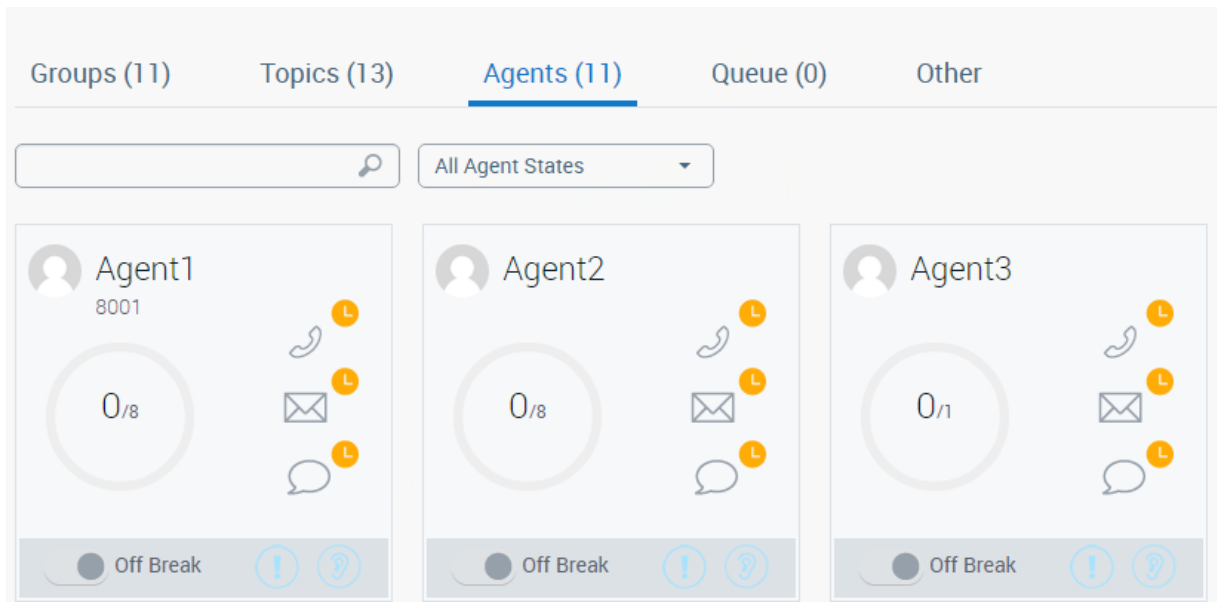 Groups (11) Topics (13) Agents (11) Queue (0) Other
All Agent States
Agent1 Agent2 Agent3
8001
0/8 0/8 0/1
Off Break Off Break Off Break